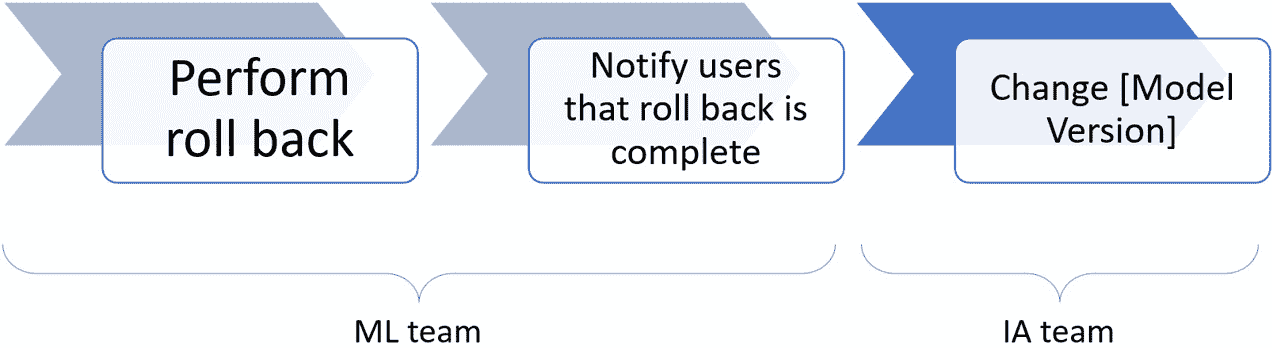 Perform
roll back
Notify users
that roll back is
complete
Change [Model
Version]
ML team
IA team